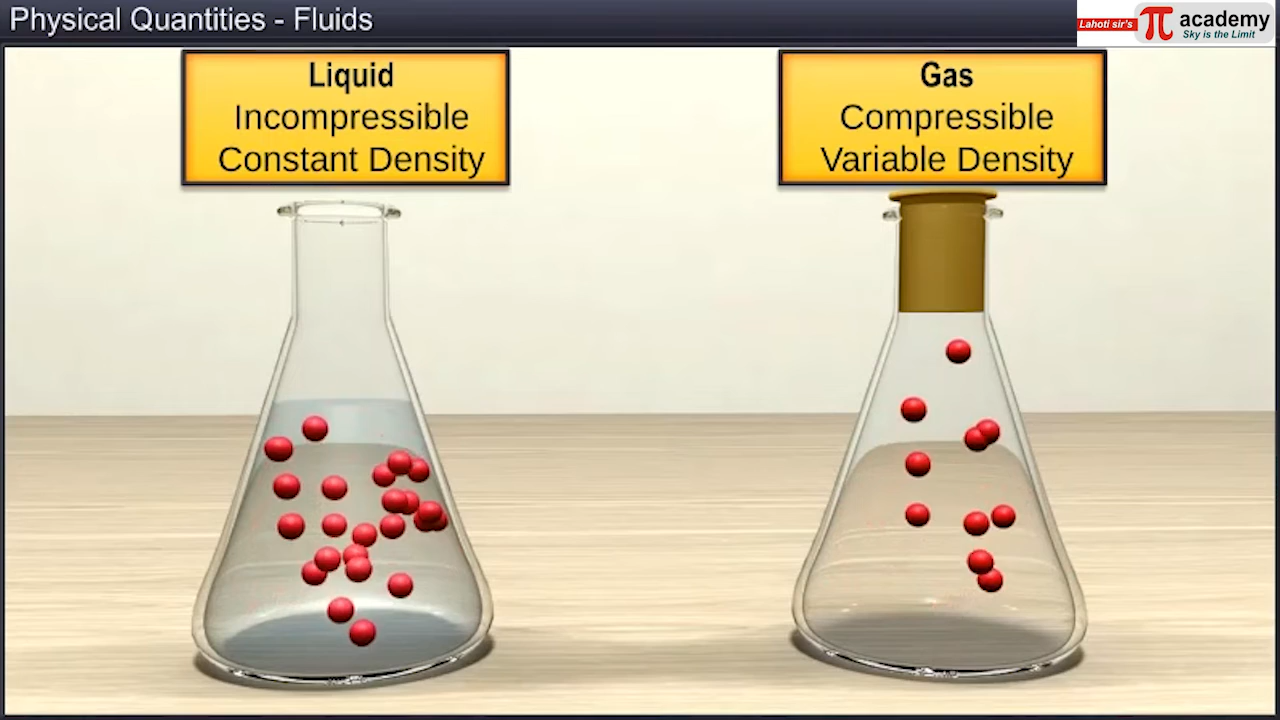 Physical Quantities - Fluids
Lahoti sir's
π academy
Sky is the Limit
Liquid
Incompressible
Constant Density
Gas
Compressible
Variable Density